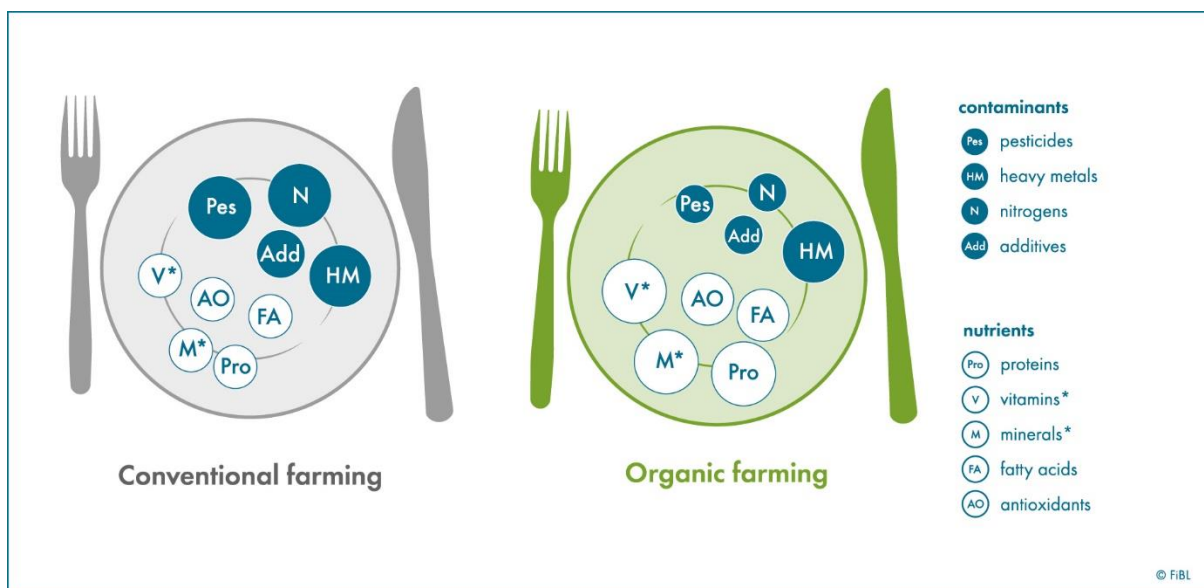 Pes
N
Add
HM
V*
AO
FA
M*
Pro
Conventional farming
Pes
N
Add
HM
V*
AO
FA
M*
Pro
Organic farming
contaminants
Pes pesticides
HM heavy metals
N nitrogens
Add additives
nutrients
Pro proteins
V vitamins*
M minerals*
FA fatty acids
AO antioxidants
© FiBL